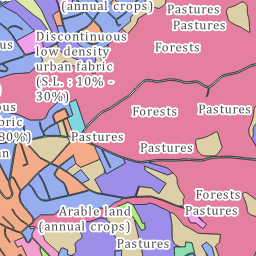 (annual crops)
Pastures
Pastures
Discontinuous
low density
urban fabric
(S.L. : 10% -
30%)
Forests
Forests
Pastures
80%)
Pastures
Pastures
Forests
Pastures
Arable land
(annual crops)
Pastures